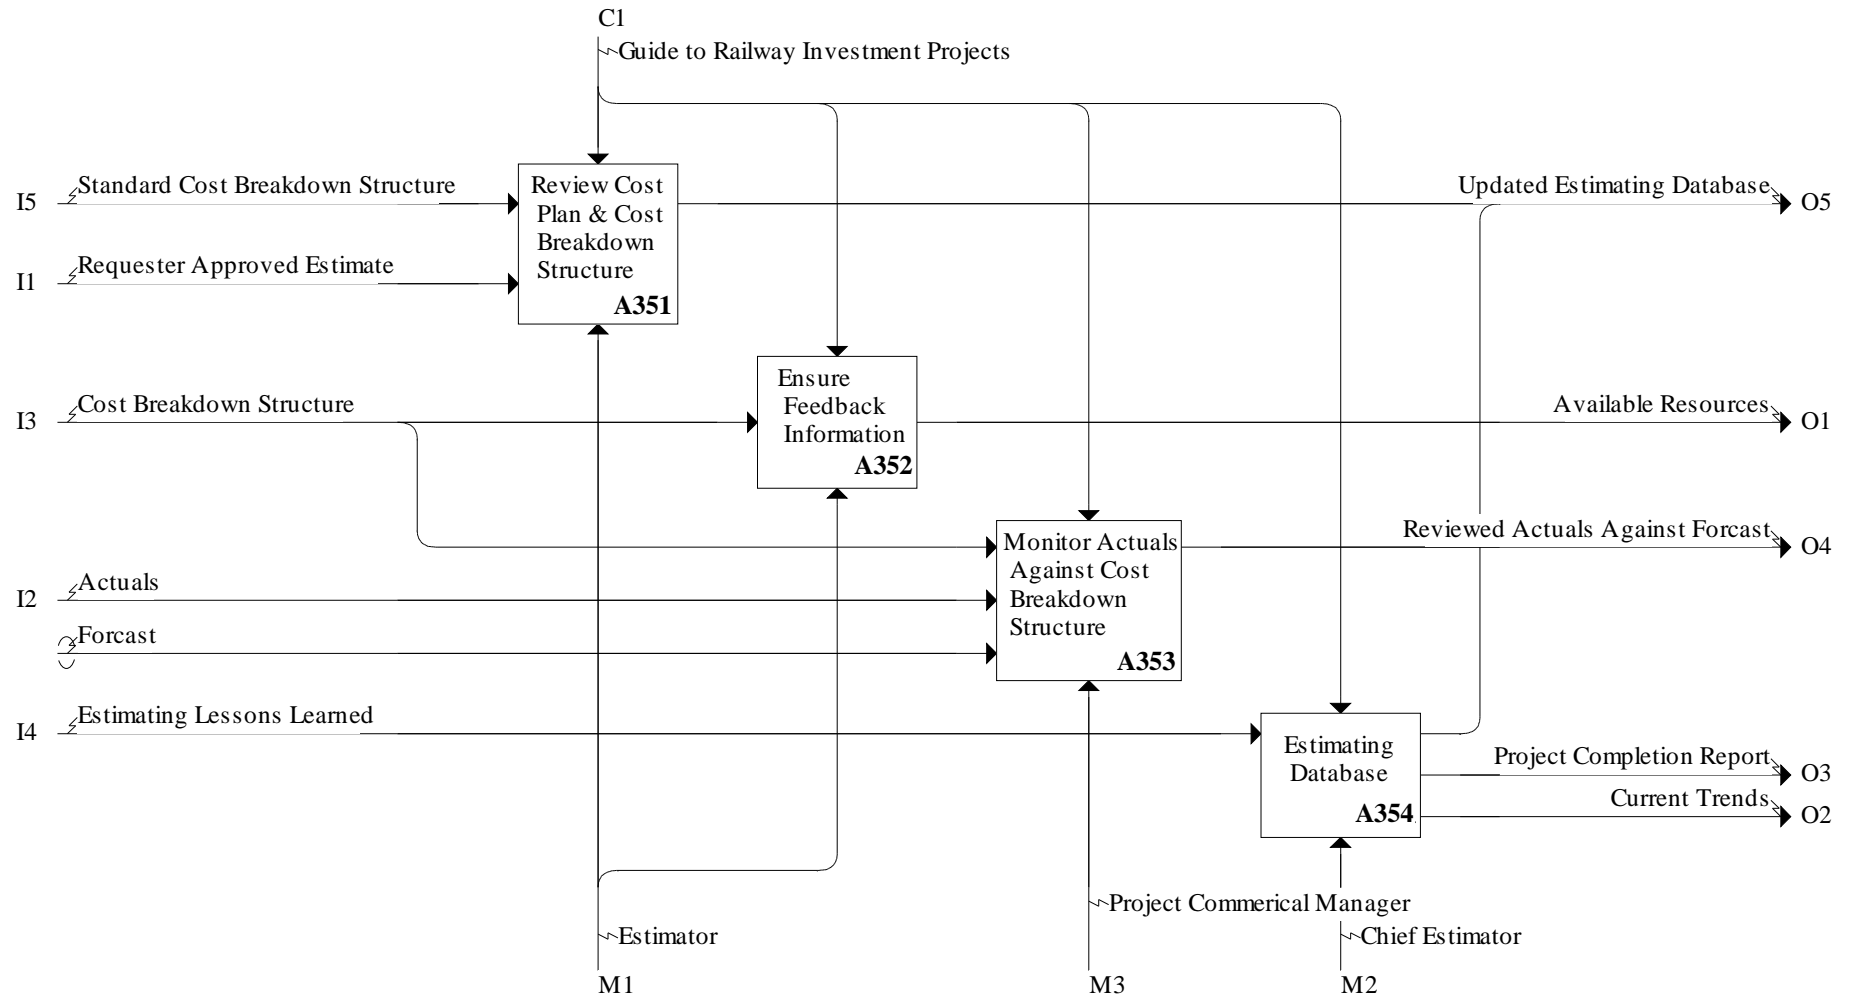 C1
Guide to Railway Investment Projects
I5
Standard Cost Breakdown Structure
Review Cost
Plan & Cost
Breakdown
Structure
A351
Updated Estimating Database
O5
I1
Requester Approved Estimate
I3
Cost Breakdown Structure
Ensure
Feedback
Information
A352
Available Resources
O1
Monitor Actuals
Against Cost
Breakdown
Structure
A353
Reviewed Actuals Against Forcast
O4
I2
Actuals
Forcast
I4
Estimating Lessons Learned
Estimating
Database
A354
Project Completion Report
O3
Current Trends
O2
Project Commerical Manager
Estimator
Chief Estimator
M1
M3
M2